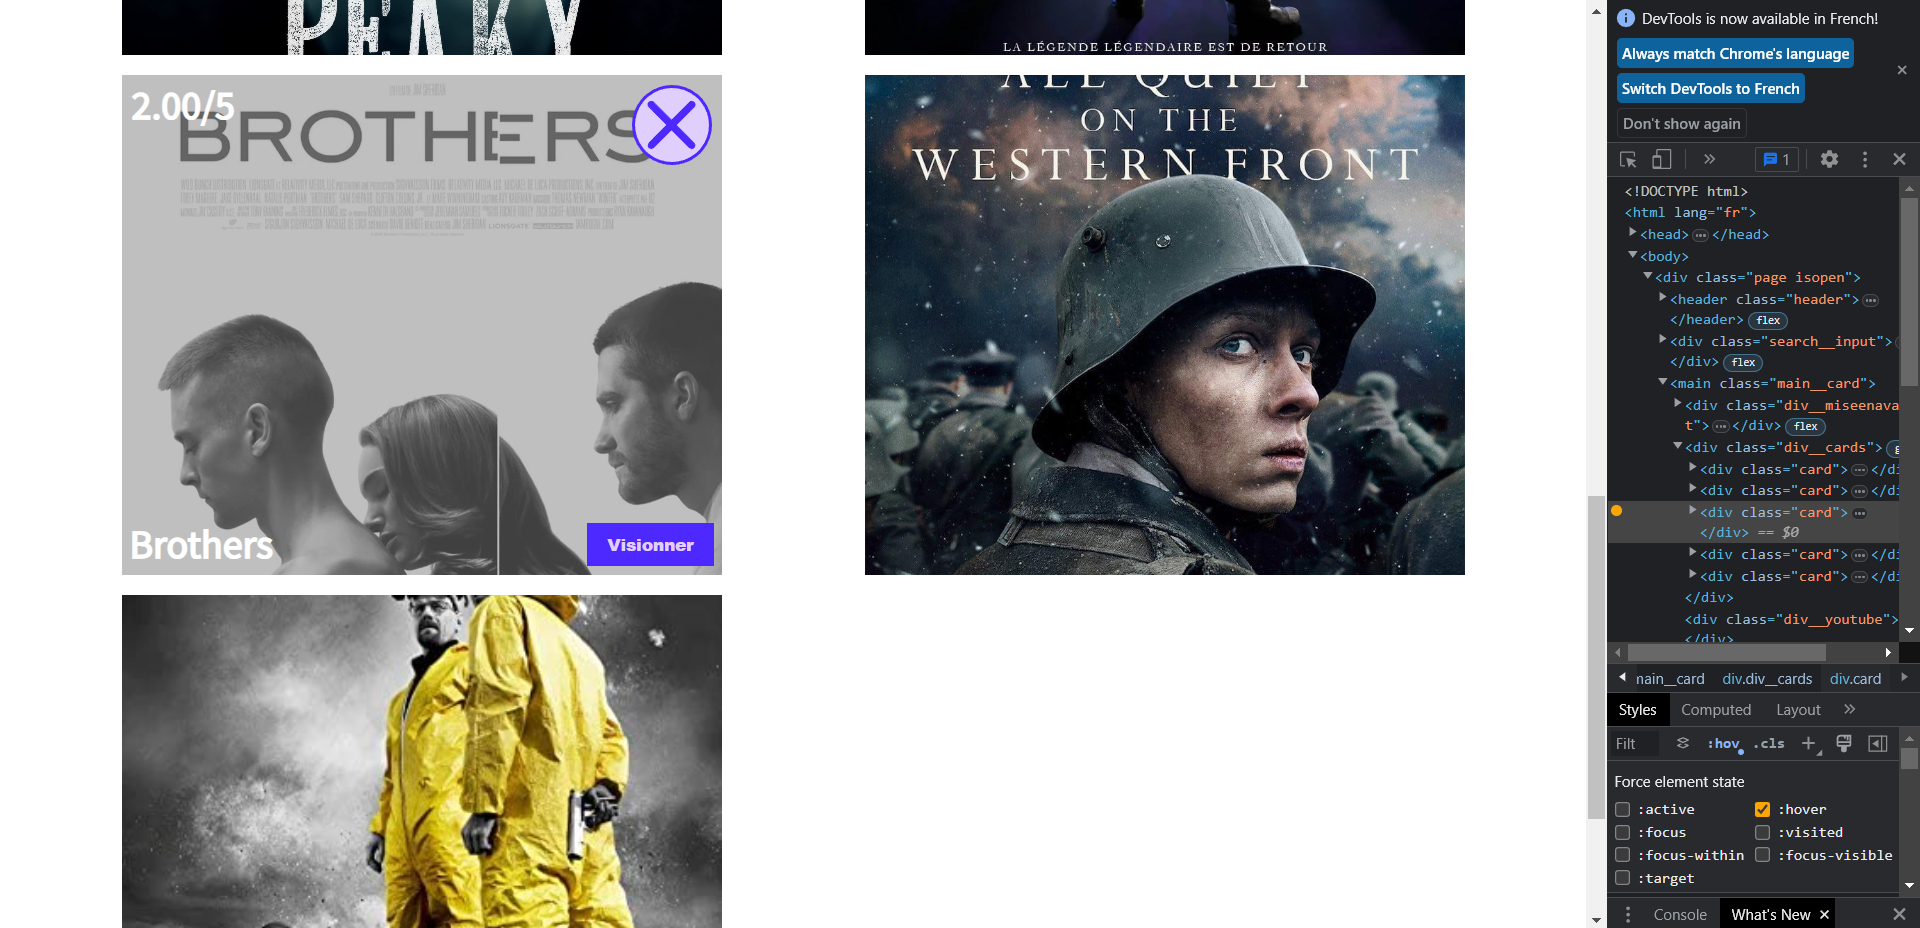 PEAKY
LA LÉGENDE LÉGENDAIRE EST DE RETOUR
2.00/5
BROTHERS
LIONSGATE
Brothers
Visionner
ALL QUIET
ON THE
WESTERN FRONT
DevTools is now available in French!
Always match Chrome's language
Switch DevTools to French
Don't show again
1
<!DOCTYPE html>
<html lang="fr">
<head> ••• </head>
<body>
<div class="page isopen">
<header class="header"> •••
</header> flex
<div class="search__input">
</div> flex
<main class="main__card">
<div class="div__miseenava
t"> ••• </div> flex
<div class="div__cards"> g
<div class="card"> ••• </di
<div class="card"> ••• </di
<div class="card"> •••
</div> == $0
<div class="card"> ••• </di
<div class="card"> ••• </di
</div>
<div class="div__youtube">
</div>
main__card div.div__cards div.card
Styles Computed Layout »
Filt :hov .cls +
Force element state
:active :hover
:focus :visited
:focus-within :focus-visible
:target
Console What's New